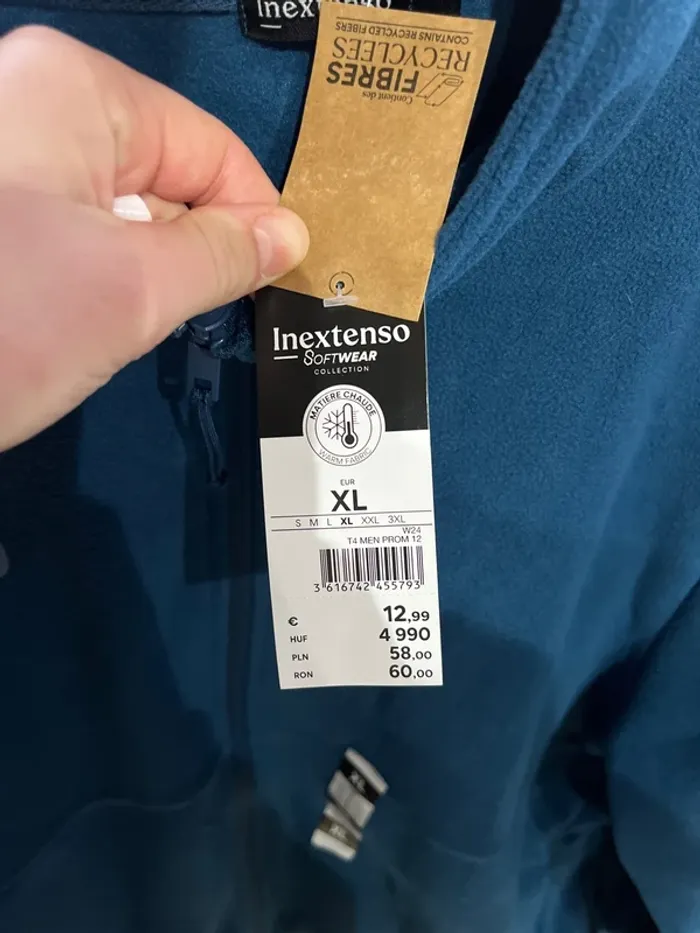 Inextenso
CONTAINS RECYCLED FIBERS
RECYCLÉES
FIBRES
Contient des
Inextenso
SOFTWEAR
COLLECTION
MATIERE CHAUDE
WARM FABRIC
EUR
XL
S M L XL XXL 3XL
W24
T4 MEN PROM 12
3 616742 455793
€ 12,99
HUF 4 990
PLN 58,00
RON 60,00
XL